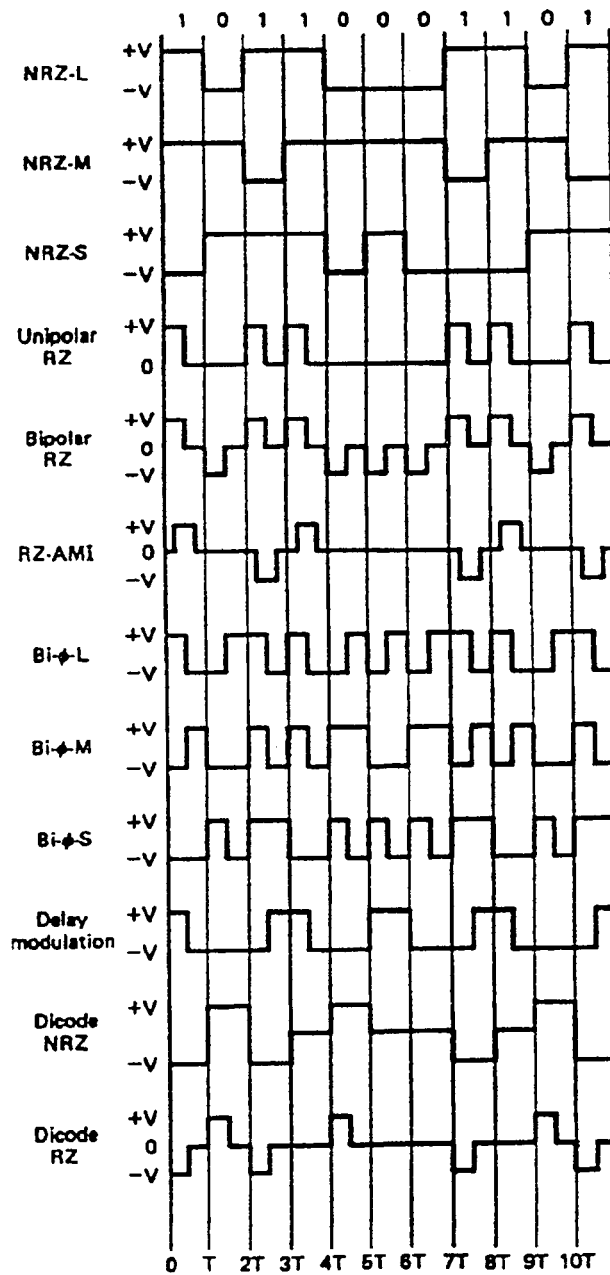 1 0 1 1 0 0 0 1 1 0 1
+V
NRZ-L
-V
+V
NRZ-M
-V
+V
NRZ-S
-V
+V
Unipolar
RZ
0
+V
Bipolar
RZ
0
-V
+V
RZ-AMI
0
-V
+V
Bi-ϕ-L
-V
+V
Bi-ϕ-M
-V
+V
Bi-ϕ-S
-V
+V
Delay
modulation
-V
+V
Dicode
NRZ
-V
+V
Dicode
RZ
0
-V
0 T 2T 3T 4T 5T 6T 7T 8T 9T 10T